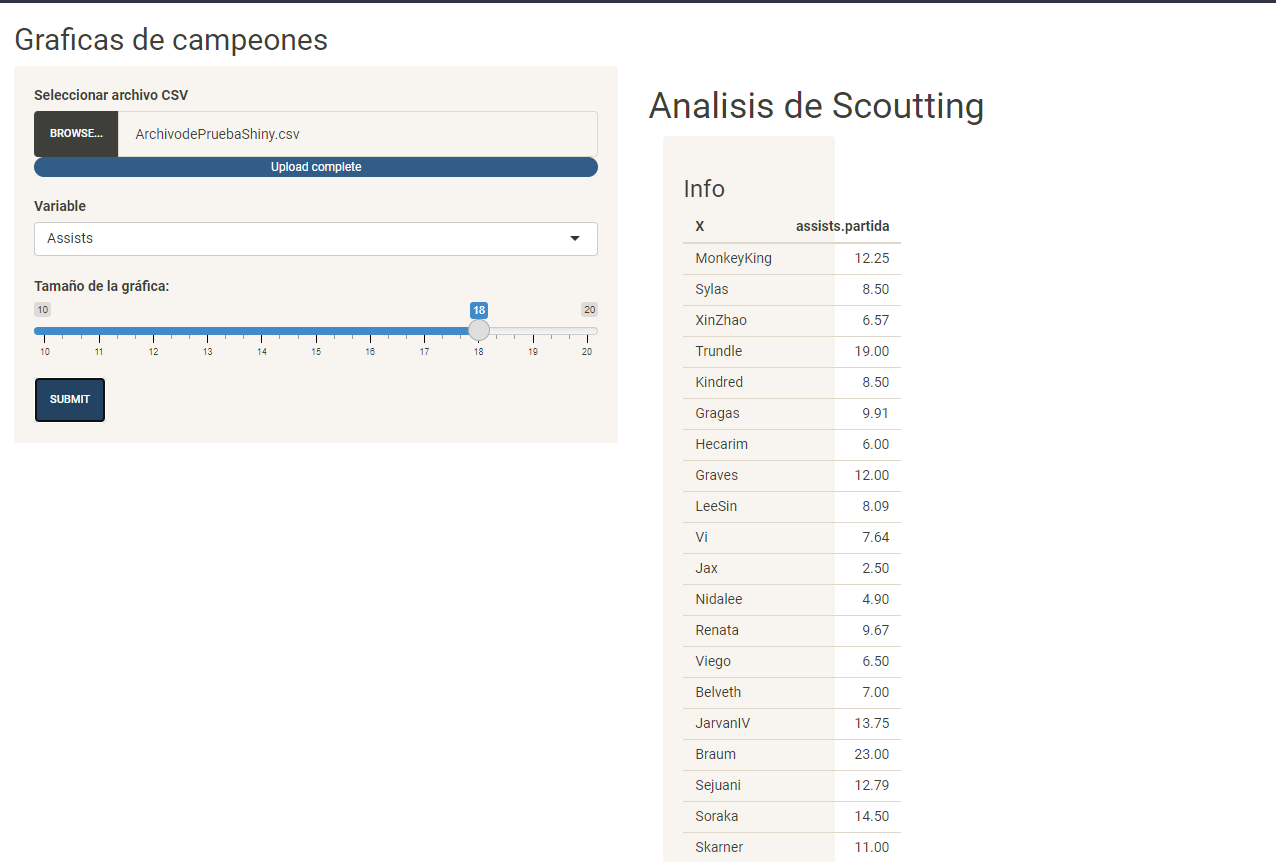 Graficas de campeones
Seleccionar archivo CSV
BROWSE... ArchivodePruebaShiny.csv
Upload complete
Variable
Assists
Tamaño de la gráfica:
10 18 20
10 11 12 13 14 15 16 17 18 19 20
SUBMIT
Analisis de Scoutting
Info
X assists.partida
MonkeyKing 12.25
Sylas 8.50
XinZhao 6.57
Trundle 19.00
Kindred 8.50
Gragas 9.91
Hecarim 6.00
Graves 12.00
LeeSin 8.09
Vi 7.64
Jax 2.50
Nidalee 4.90
Renata 9.67
Viego 6.50
Belveth 7.00
JarvanIV 13.75
Braum 23.00
Sejuani 12.79
Soraka 14.50
Skarner 11.00